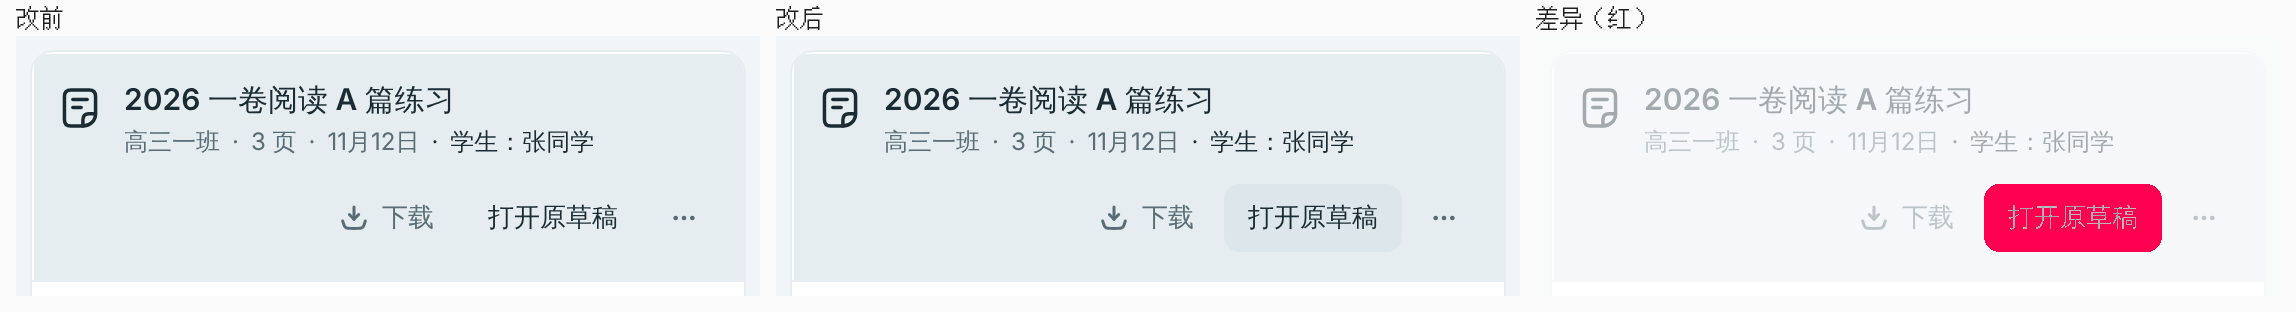 改前
2026 一卷阅读 A 篇练习
高三一班 · 3 页 · 11月12日 · 学生：张同学
下载 打开原草稿 ···
改后
2026 一卷阅读 A 篇练习
高三一班 · 3 页 · 11月12日 · 学生：张同学
下载 打开原草稿 ···
差异（红）
2026 一卷阅读 A 篇练习
高三一班 · 3 页 · 11月12日 · 学生：张同学
下载 打开原草稿 ···